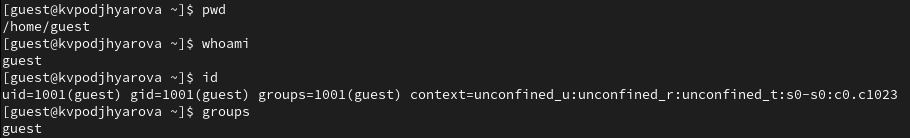 [guest@kvpodjhyarova ~]$ pwd
/home/guest
[guest@kvpodjhyarova ~]$ whoami
guest
[guest@kvpodjhyarova ~]$ id
uid=1001(guest) gid=1001(guest) groups=1001(guest) context=unconfined_u:unconfined_r:unconfined_t:s0-s0:c0.c1023
[guest@kvpodjhyarova ~]$ groups
guest